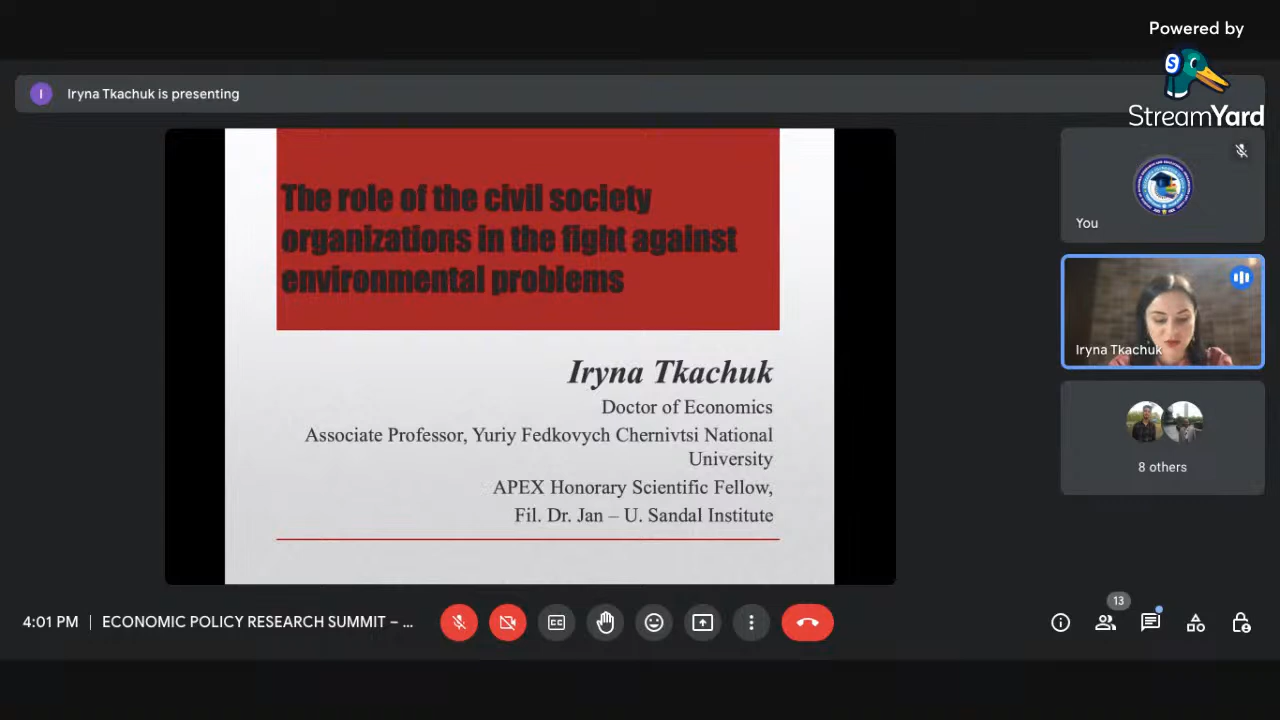 Powered by
StreamYard
I Iryna Tkachuk is presenting
The role of the civil society
organizations in the fight against
environmental problems
Iryna Tkachuk
Doctor of Economics
Associate Professor, Yuriy Fedkovych Chernivtsi National
University
APEX Honorary Scientific Fellow,
Fil. Dr. Jan – U. Sandal Institute
You
Iryna Tkachuk
8 others
4:01 PM | ECONOMIC POLICY RESEARCH SUMMIT – ...
13